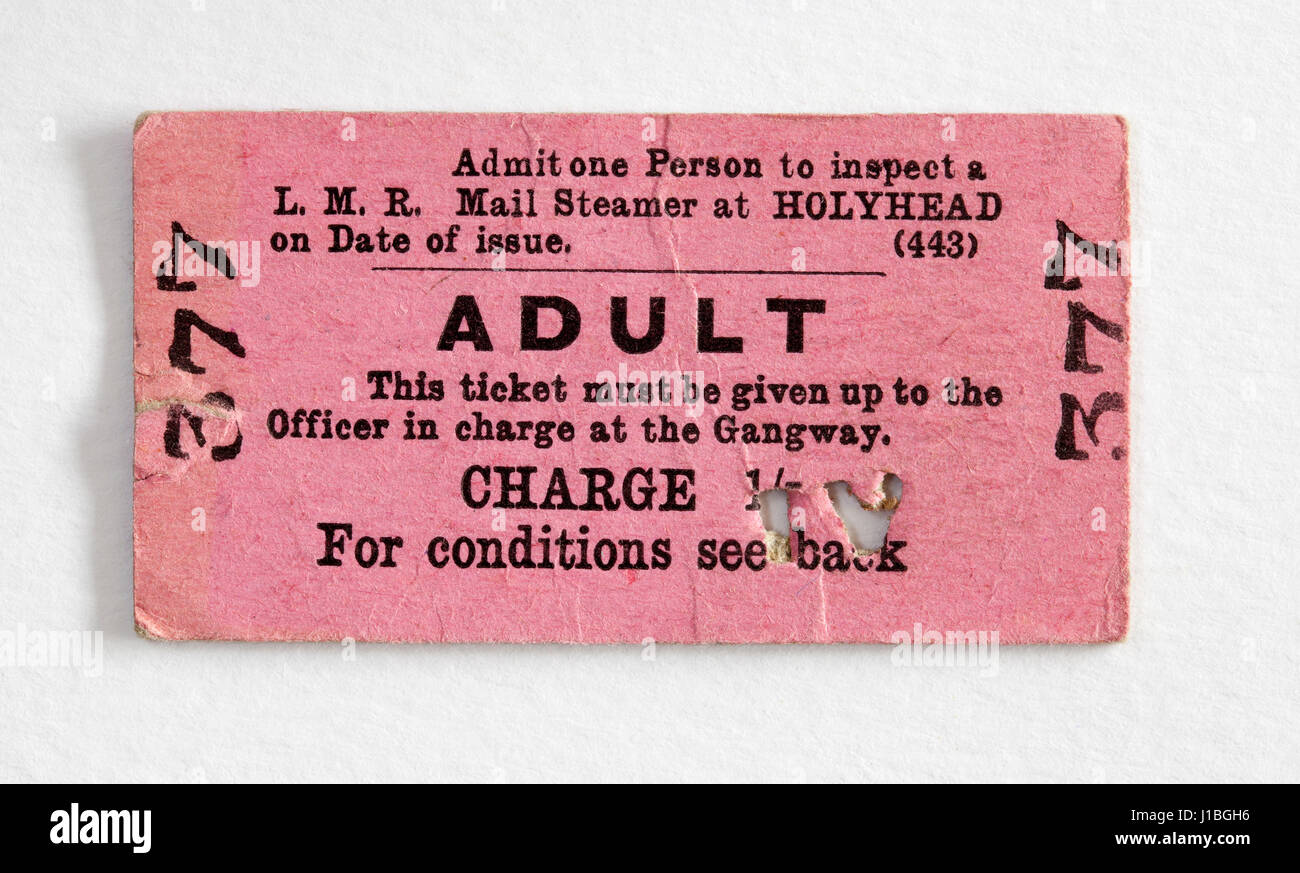 Admit one Person to inspect a
L. M. R. Mail Steamer at HOLYHEAD
on Date of issue. (443)
377
377
ADULT
This ticket must be given up to the
Officer in charge at the Gangway.
CHARGE 1/-
For conditions see back
alamy stock photo
J1BGH6
www.alamy.com